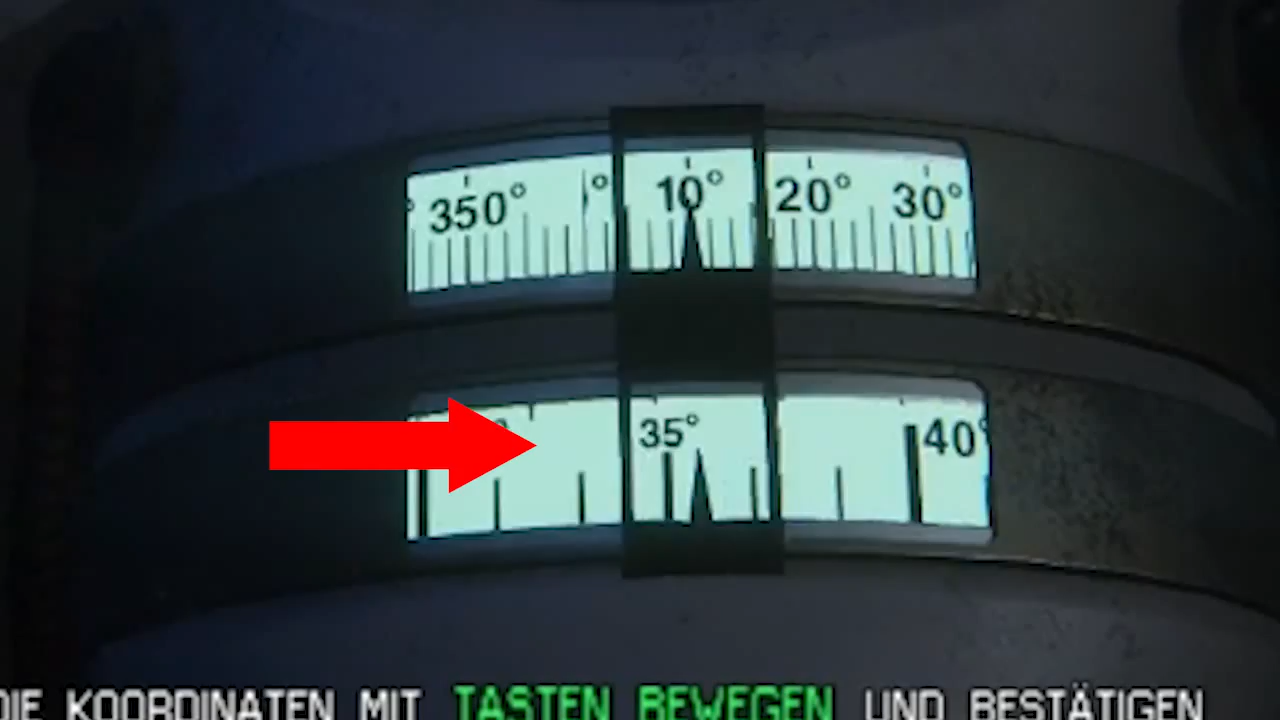 350° ° 10° 20° 30°
35° 40°
DIE KOORDINATEN MIT TASTEN BEWEGEN UND BESTÄTIGEN